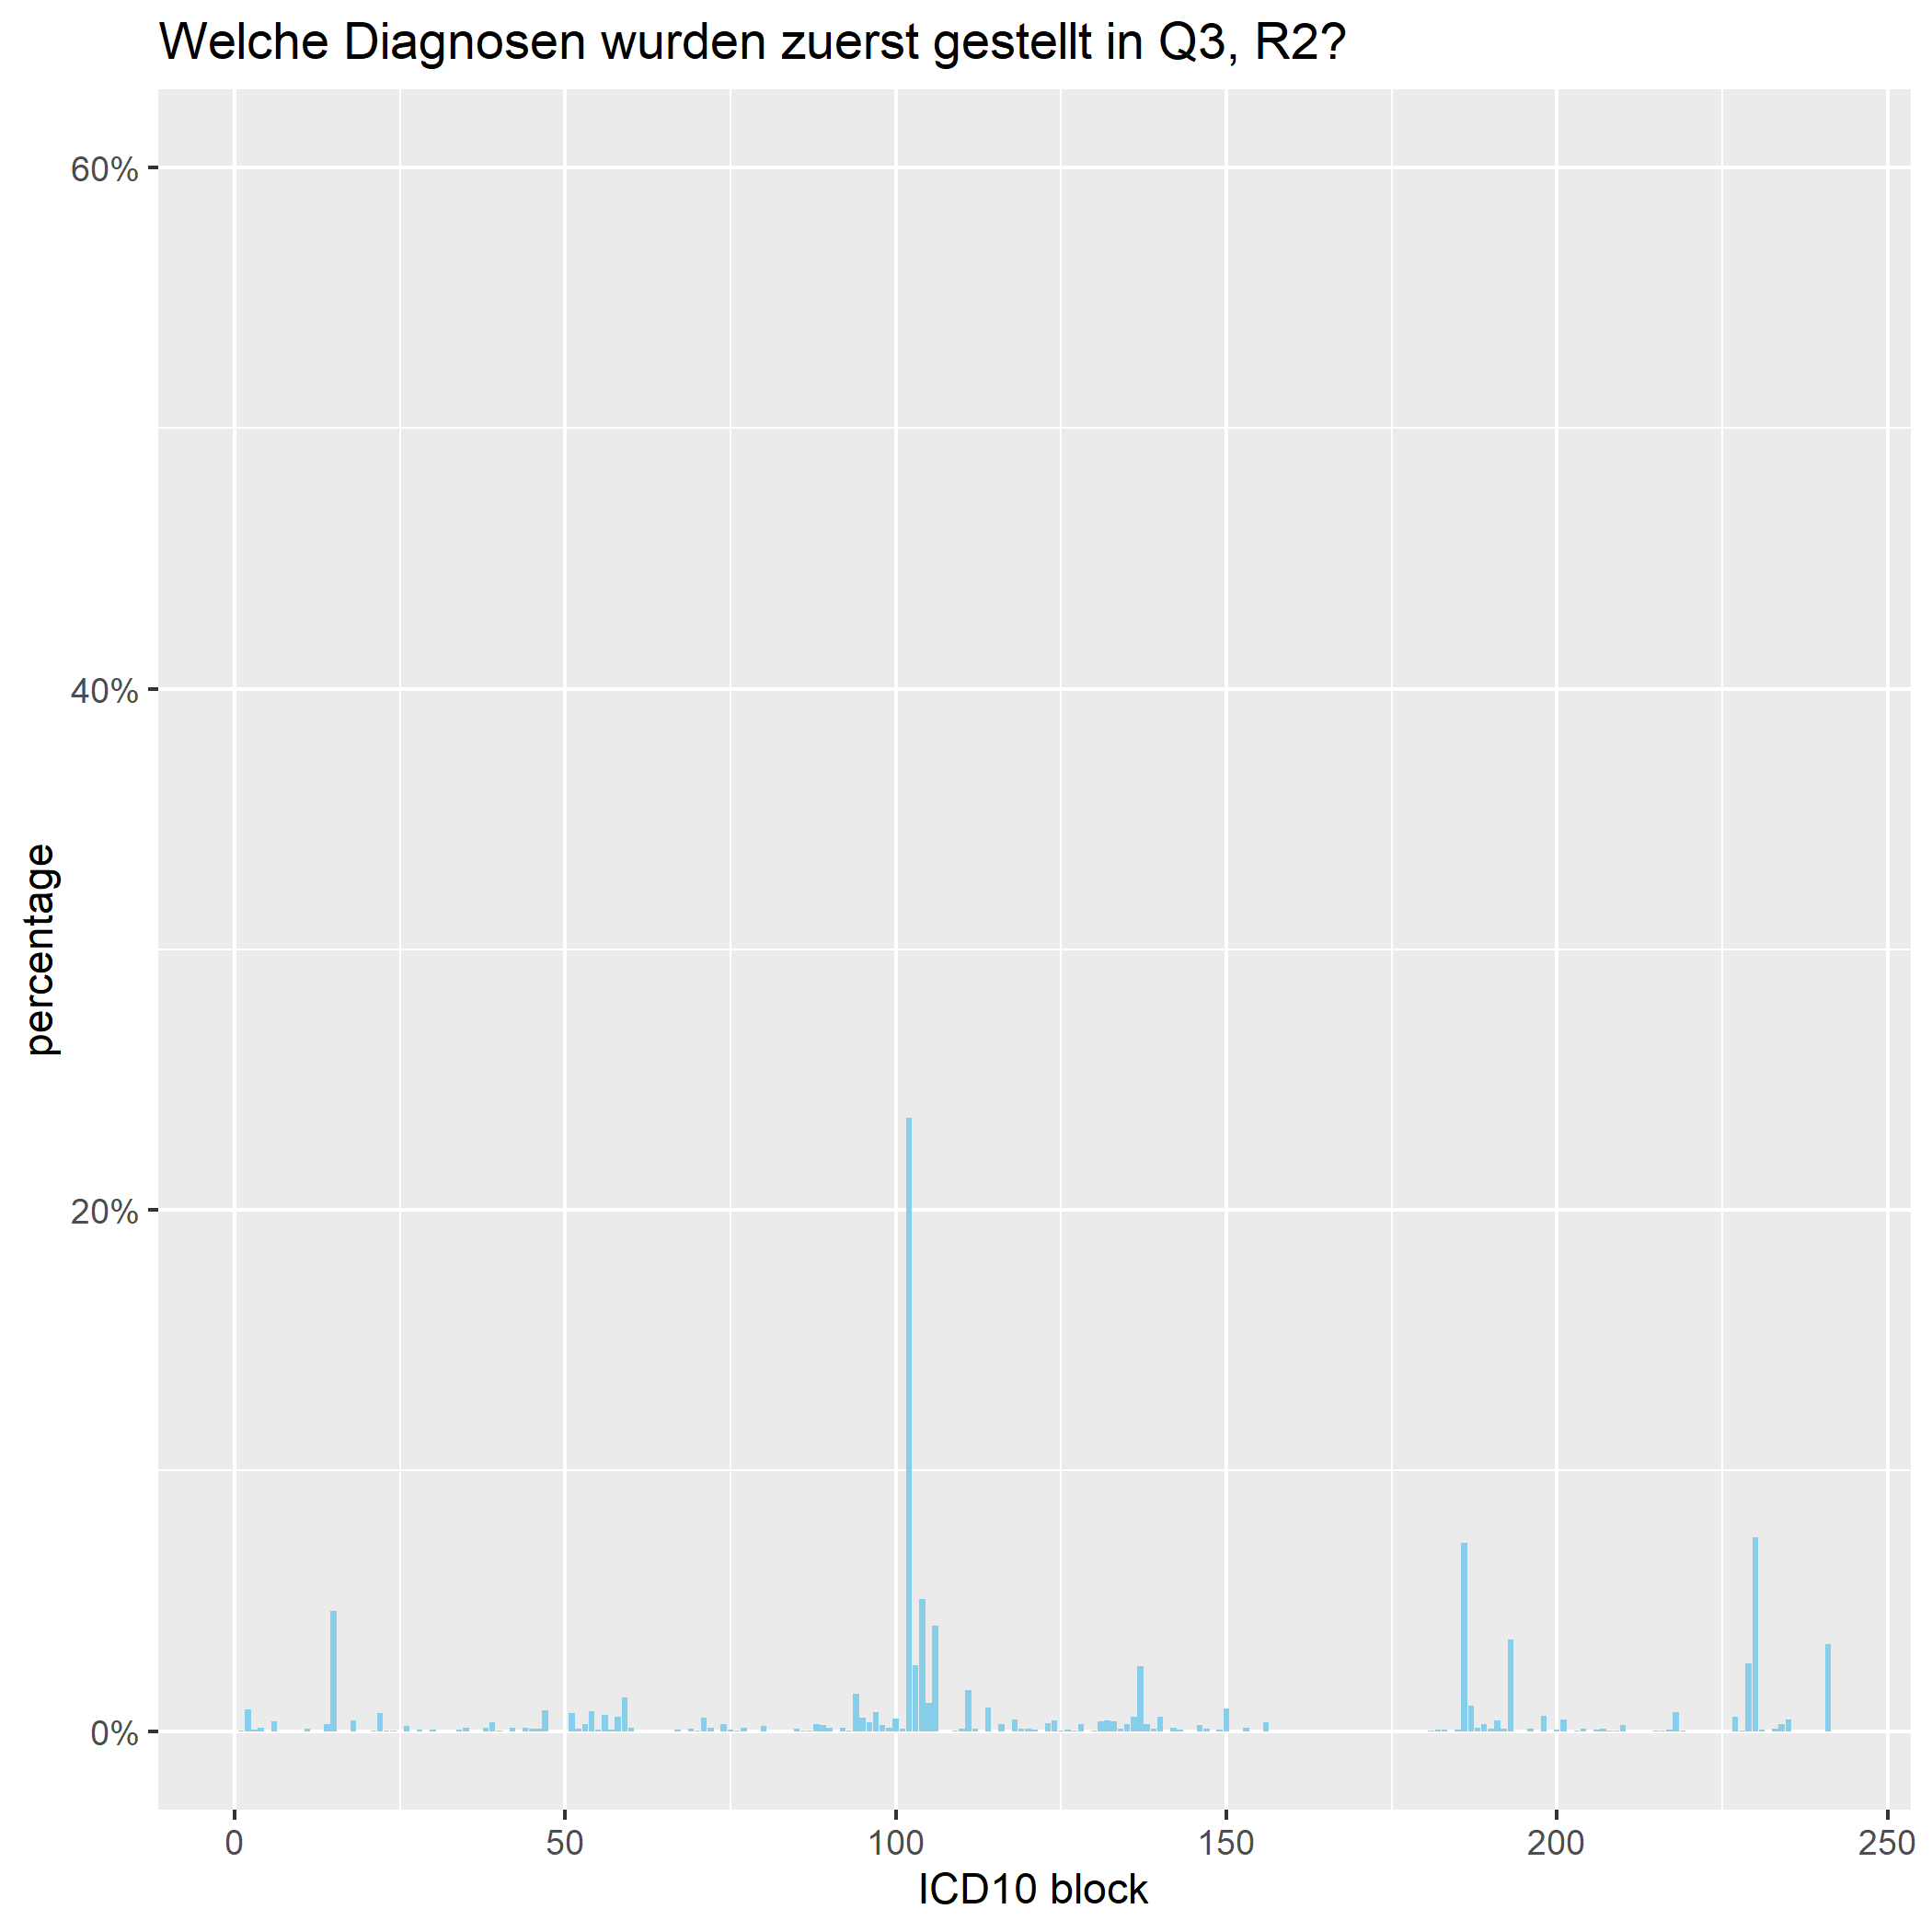 Welche Diagnosen wurden zuerst gestellt in Q3, R2?
60%
40%
20%
0%
percentage
0 50 100 150 200 250
ICD10 block